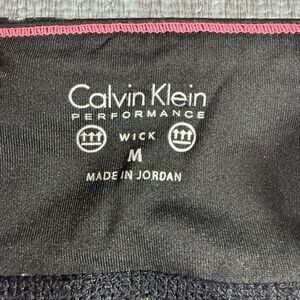 Calvin Klein
PERFORMANCE
WICK
M
MADE IN JORDAN